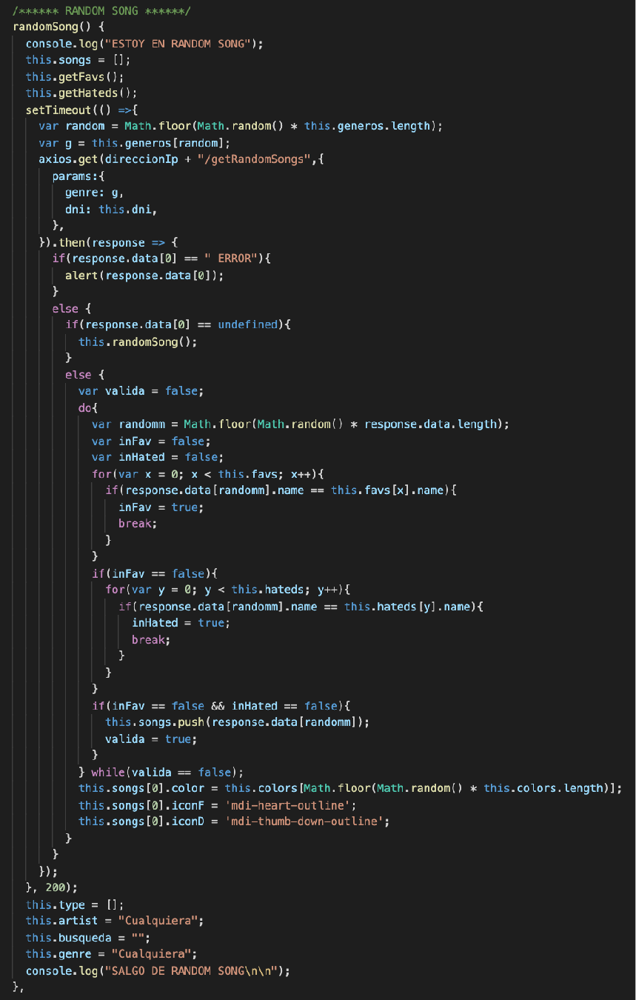 /****** RANDOM SONG ******/
randomSong() {
  console.log("ESTOY EN RANDOM SONG");
  this.songs = [];
  this.getFavs();
  this.getHateds();
  setTimeout(() =>{
    var random = Math.floor(Math.random() * this.generos.length);
    var g = this.generos[random];
    axios.get(direccionIp + "/getRandomSongs",{
      params:{
        genre: g,
        dni: this.dni,
      },
    }).then(response => {
      if(response.data[0] == " ERROR"){
        alert(response.data[0]);
      }
      else {
        if(response.data[0] == undefined){
          this.randomSong();
        }
        else {
          var valida = false;
          do{
            var randomm = Math.floor(Math.random() * response.data.length);
            var inFav = false;
            var inHated = false;
            for(var x = 0; x < this.favs; x++){
              if(response.data[randomm].name == this.favs[x].name){
                inFav = true;
                break;
              }
            }
            if(inFav == false){
              for(var y = 0; y < this.hateds; y++){
                if(response.data[randomm].name == this.hateds[y].name){
                  inHated = true;
                  break;
                }
              }
            }
            if(inFav == false && inHated == false){
              this.songs.push(response.data[randomm]);
              valida = true;
            }
          } while(valida == false);
          this.songs[0].color = this.colors[Math.floor(Math.random() * this.colors.length)];
          this.songs[0].iconF = 'mdi-heart-outline';
          this.songs[0].iconD = 'mdi-thumb-down-outline';
        }
      }
    });
  }, 200);
  this.type = [];
  this.artist = "Cualquiera";
  this.busqueda = "";
  this.genre = "Cualquiera";
  console.log("SALGO DE RANDOM SONG\n\n");
},